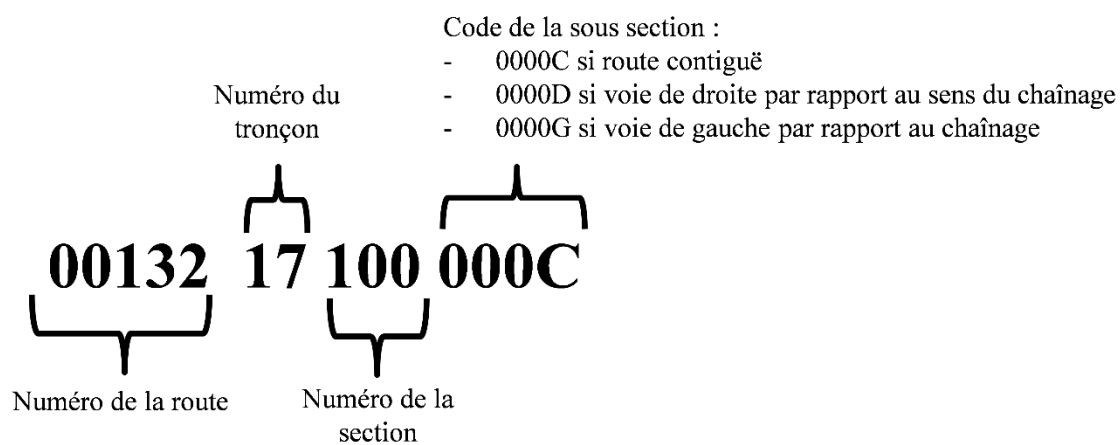 Code de la sous section :
- 0000C si route contiguë
- 0000D si voie de droite par rapport au sens du chaînage
- 0000G si voie de gauche par rapport au chaînage
Numéro du
tronçon
00132 17 100 000C
Numéro de la route
Numéro de la
section